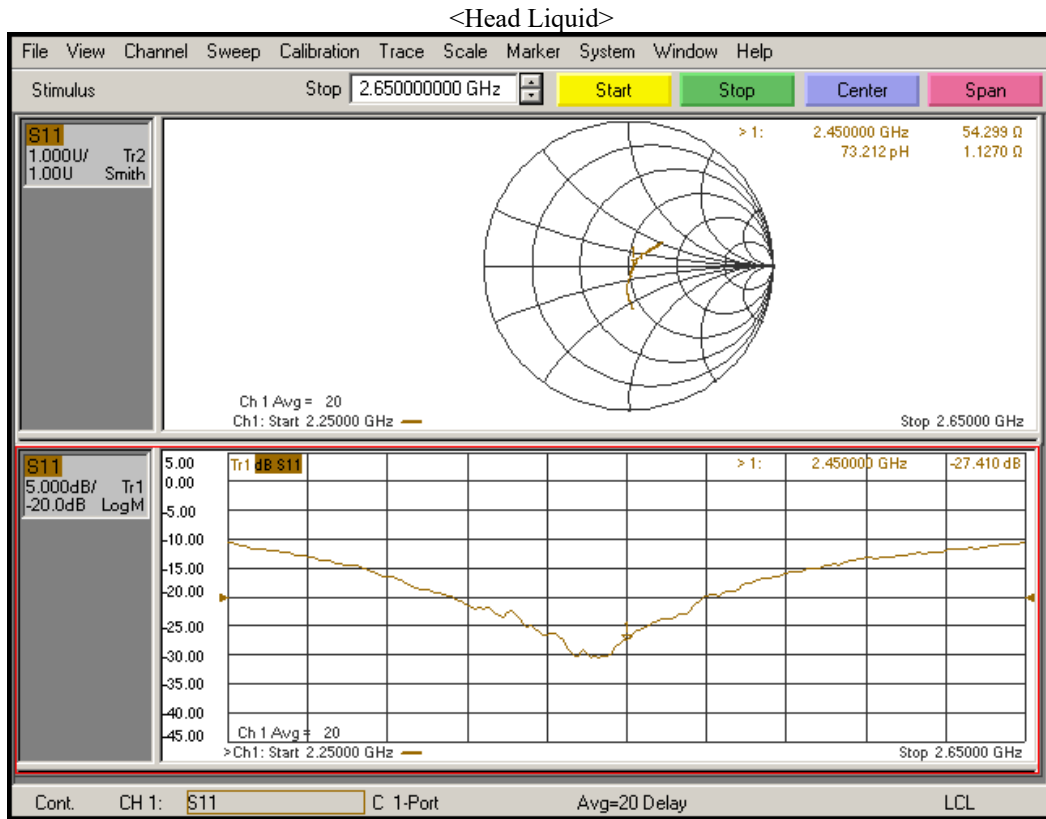 <Head Liquid>
File View Channel Sweep Calibration Trace Scale Marker System Window Help
Stimulus Stop 2.650000000 GHz Start Stop Center Span
S11
1.000U/ Tr2
1.00U Smith
> 1: 2.450000 GHz 54.299 Ω
73.212 pH 1.1270 Ω
Ch 1 Avg = 20
Ch1: Start 2.25000 GHz
Stop 2.65000 GHz
S11
5.000dB/ Tr1
-20.0dB LogM
5.00
0.00
-5.00
-10.00
-15.00
-20.00
-25.00
-30.00
-35.00
-40.00
-45.00
Tr1 dB S11
> 1: 2.450000 GHz -27.410 dB
Ch 1 Avg = 20
>Ch1: Start 2.25000 GHz
Stop 2.65000 GHz
Cont. CH 1: S11 C 1-Port Avg=20 Delay LCL